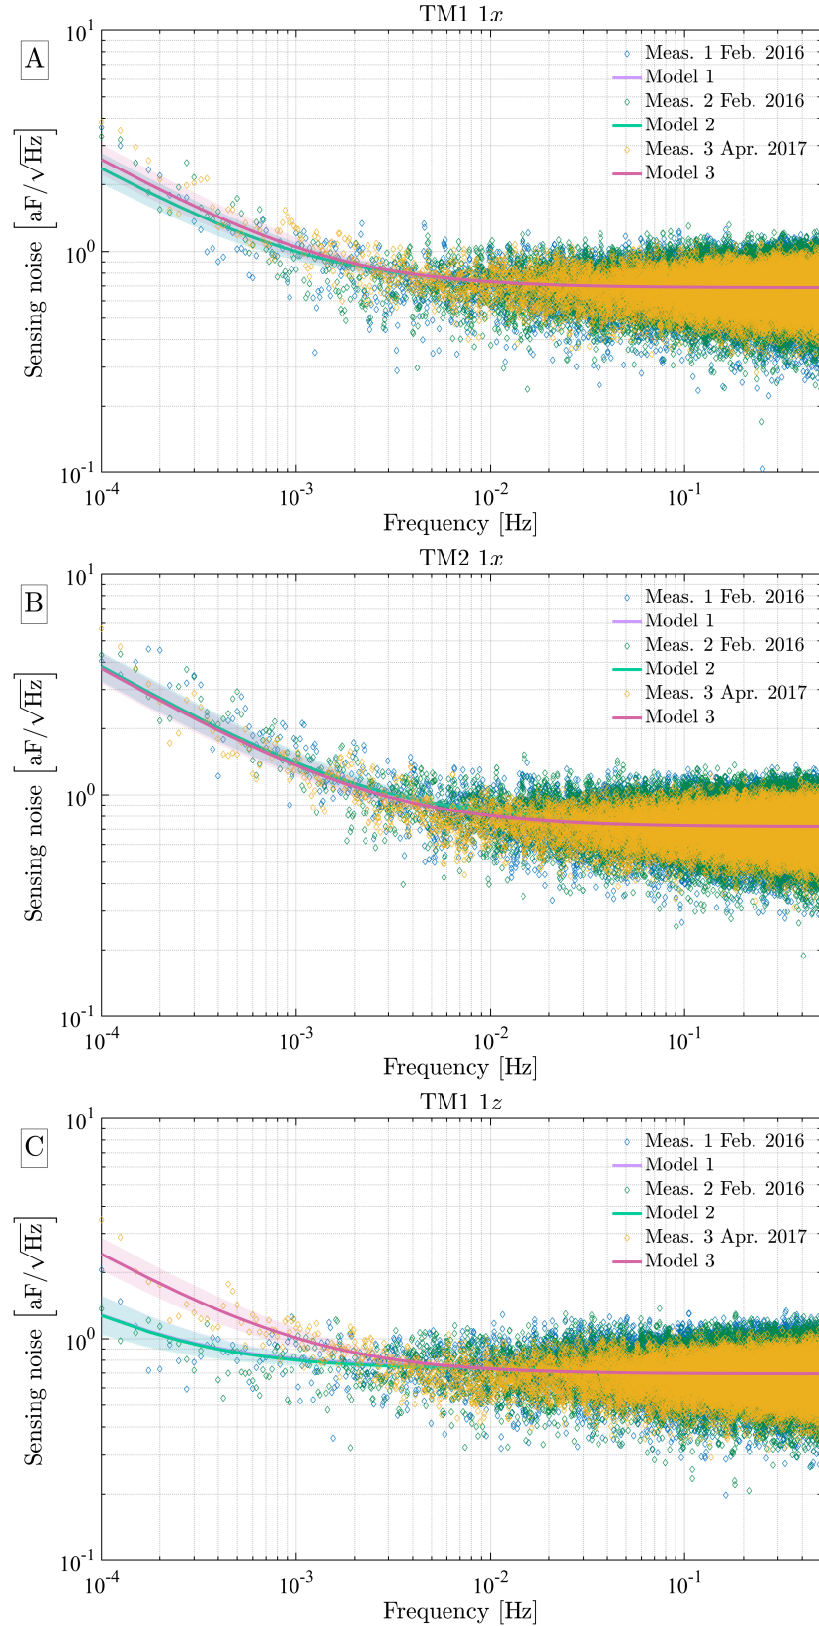 TM1 1x
A
10^1
Meas. 1 Feb. 2016
Model 1
Meas. 2 Feb. 2016
Model 2
Meas. 3 Apr. 2017
Model 3
Sensing noise [aF/√Hz]
10^0
10^-1
10^-4 10^-3 10^-2 10^-1
Frequency [Hz]
TM2 1x
B
10^1
Meas. 1 Feb. 2016
Model 1
Meas. 2 Feb. 2016
Model 2
Meas. 3 Apr. 2017
Model 3
Sensing noise [aF/√Hz]
10^0
10^-1
10^-4 10^-3 10^-2 10^-1
Frequency [Hz]
TM1 1z
C
10^1
Meas. 1 Feb. 2016
Model 1
Meas. 2 Feb. 2016
Model 2
Meas. 3 Apr. 2017
Model 3
Sensing noise [aF/√Hz]
10^0
10^-1
10^-4 10^-3 10^-2 10^-1
Frequency [Hz]